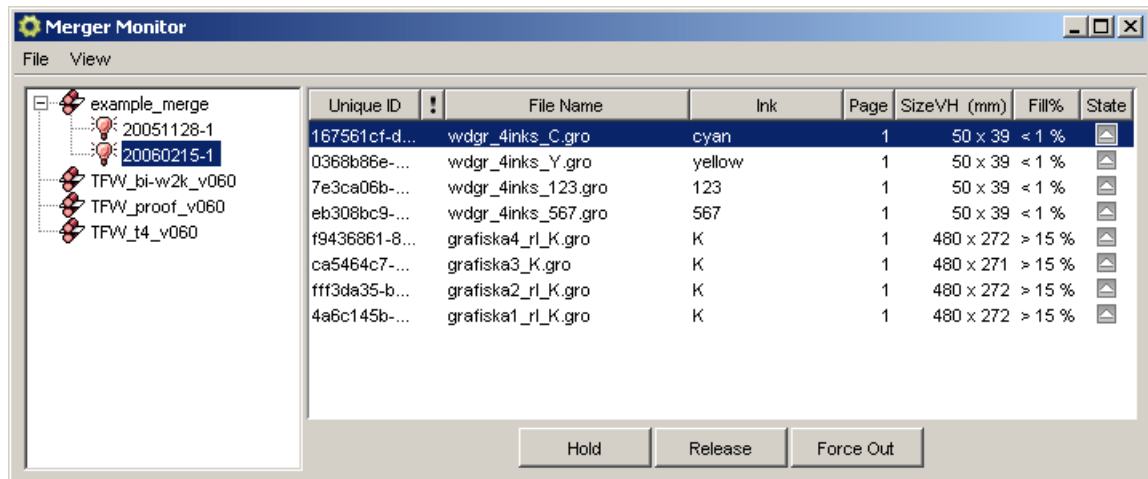 Merger Monitor
File View
example_merge
20051128-1
20060215-1
TFW_bi-w2k_v060
TFW_proof_v060
TFW_t4_v060
Unique ID ! File Name Ink Page SizeVH (mm) Fill% State
167561cf-d... wdgr_4inks_C.gro cyan 1 50 x 39 < 1 %
0368b86e-... wdgr_4inks_Y.gro yellow 1 50 x 39 < 1 %
7e3ca06b-... wdgr_4inks_123.gro 123 1 50 x 39 < 1 %
eb308bc9-... wdgr_4inks_567.gro 567 1 50 x 39 < 1 %
f9436861-8... grafiska4_rl_K.gro K 1 480 x 272 > 15 %
ca5464c7-... grafiska3_K.gro K 1 480 x 271 > 15 %
fff3da35-b... grafiska2_rl_K.gro K 1 480 x 272 > 15 %
4a6c145b-... grafiska1_rl_K.gro K 1 480 x 272 > 15 %
Hold Release Force Out